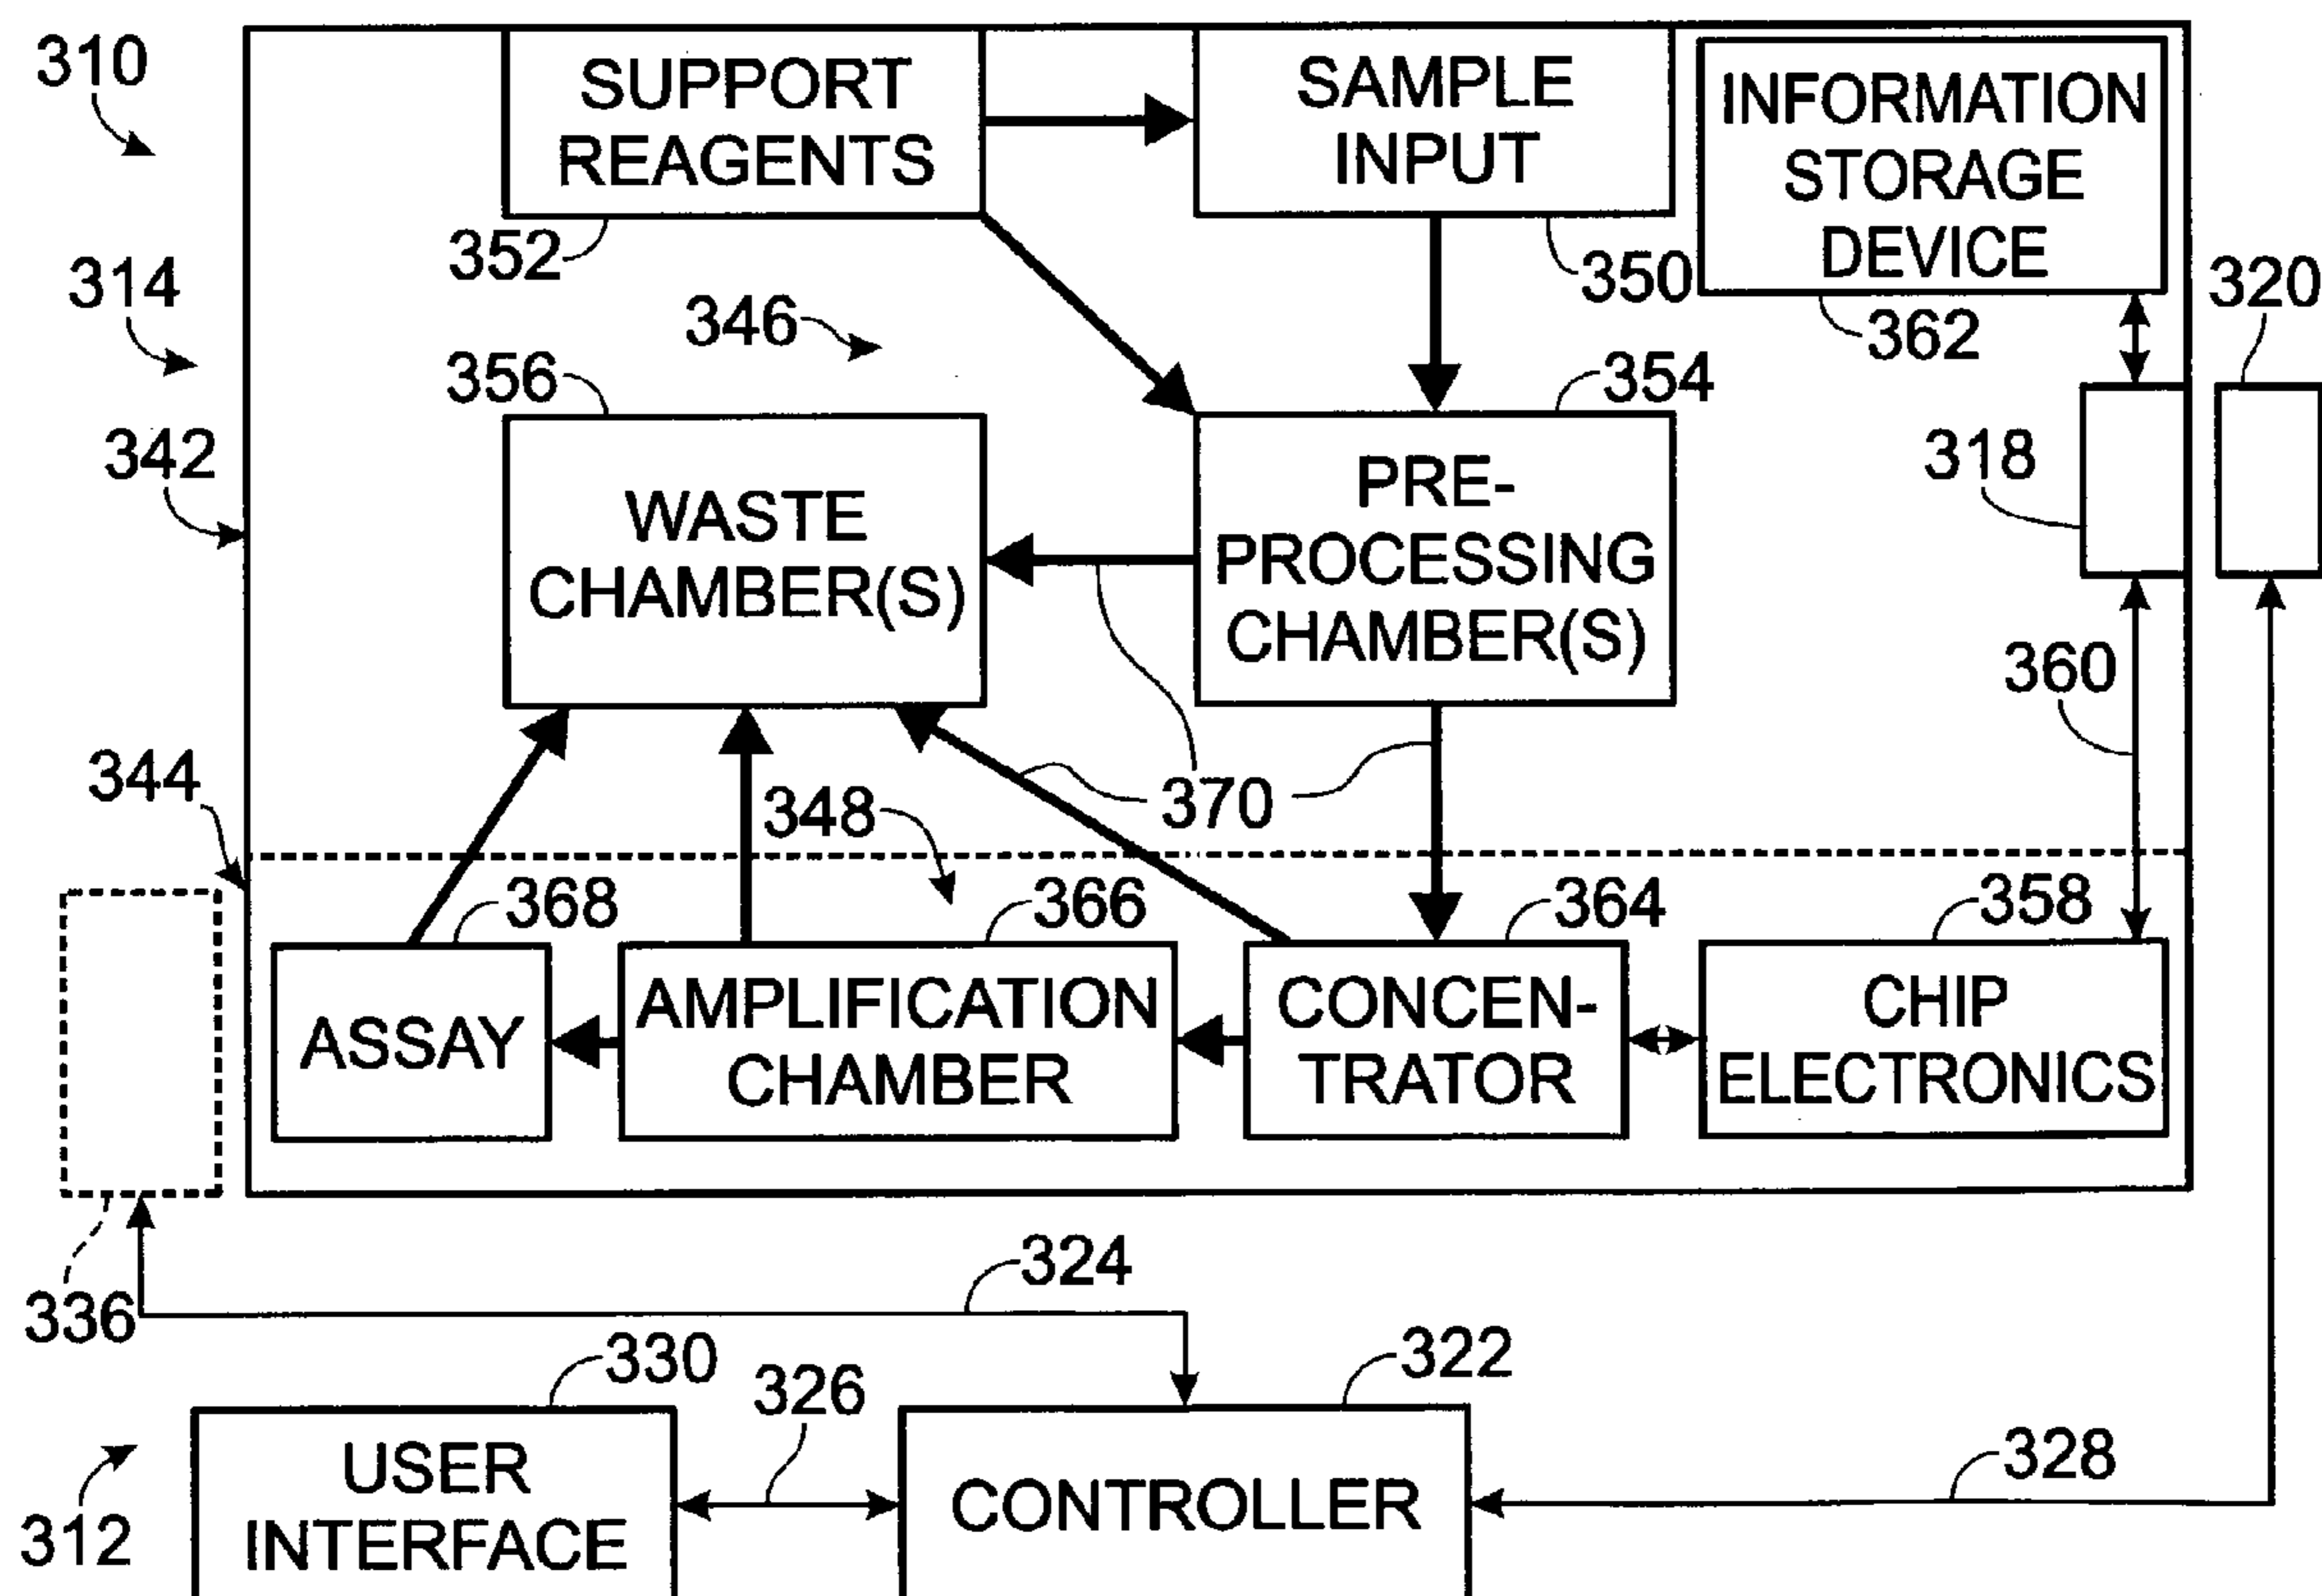 310
SUPPORT
REAGENTS
SAMPLE
INPUT
INFORMATION
STORAGE
DEVICE
352
350
314
320
346
362
356
354
342
318
WASTE
CHAMBER(S)
PRE-
PROCESSING
CHAMBER(S)
360
344
348
370
368
366
364
358
ASSAY
AMPLIFICATION
CHAMBER
CONCEN-
TRATOR
CHIP
ELECTRONICS
324
336
330
326
322
328
312
USER
INTERFACE
CONTROLLER